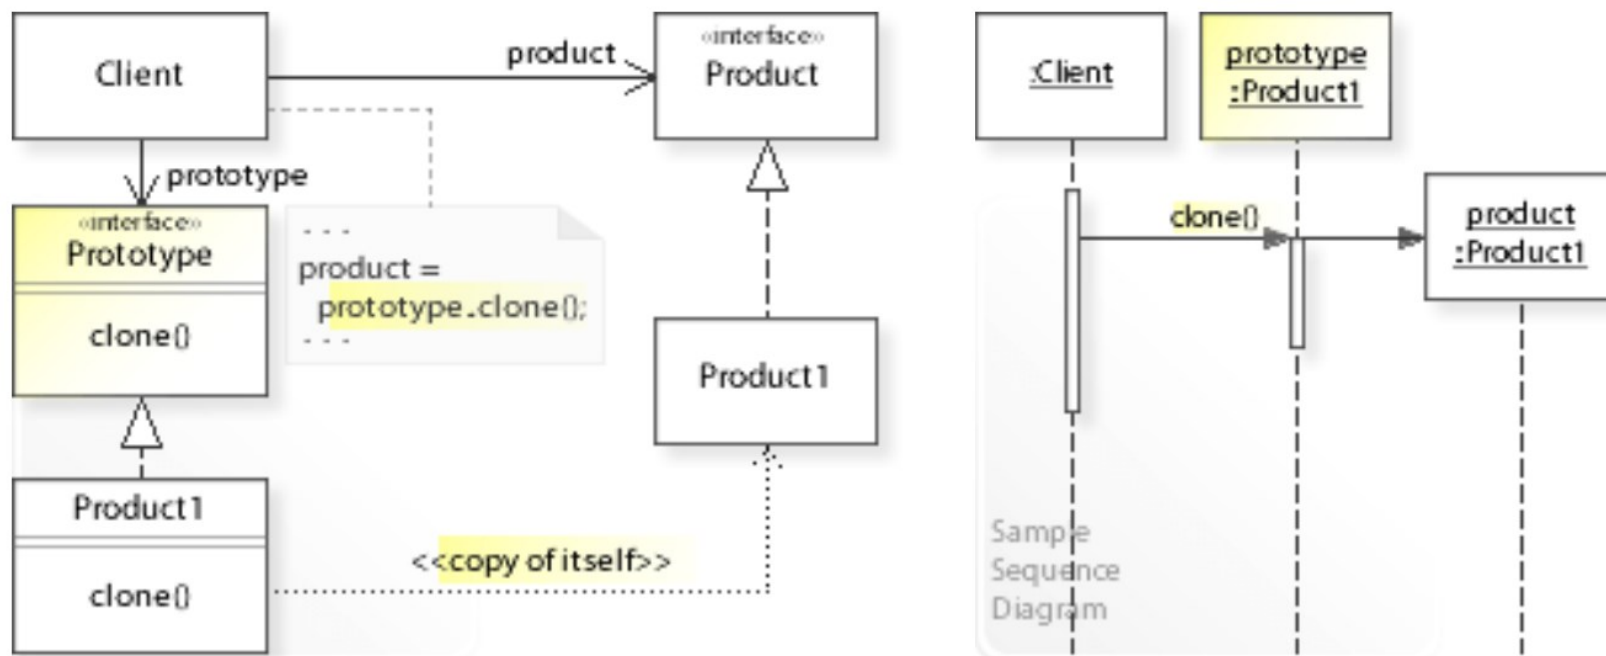 Client
product
«interface»
Product
prototype
«interface»
Prototype
clone()
- - -
product =
prototype.clone();
- - -
Product1
Product1
clone()
<<copy of itself>>
:Client
prototype
:Product1
clone()
product
:Product1
Sample
Sequence
Diagram